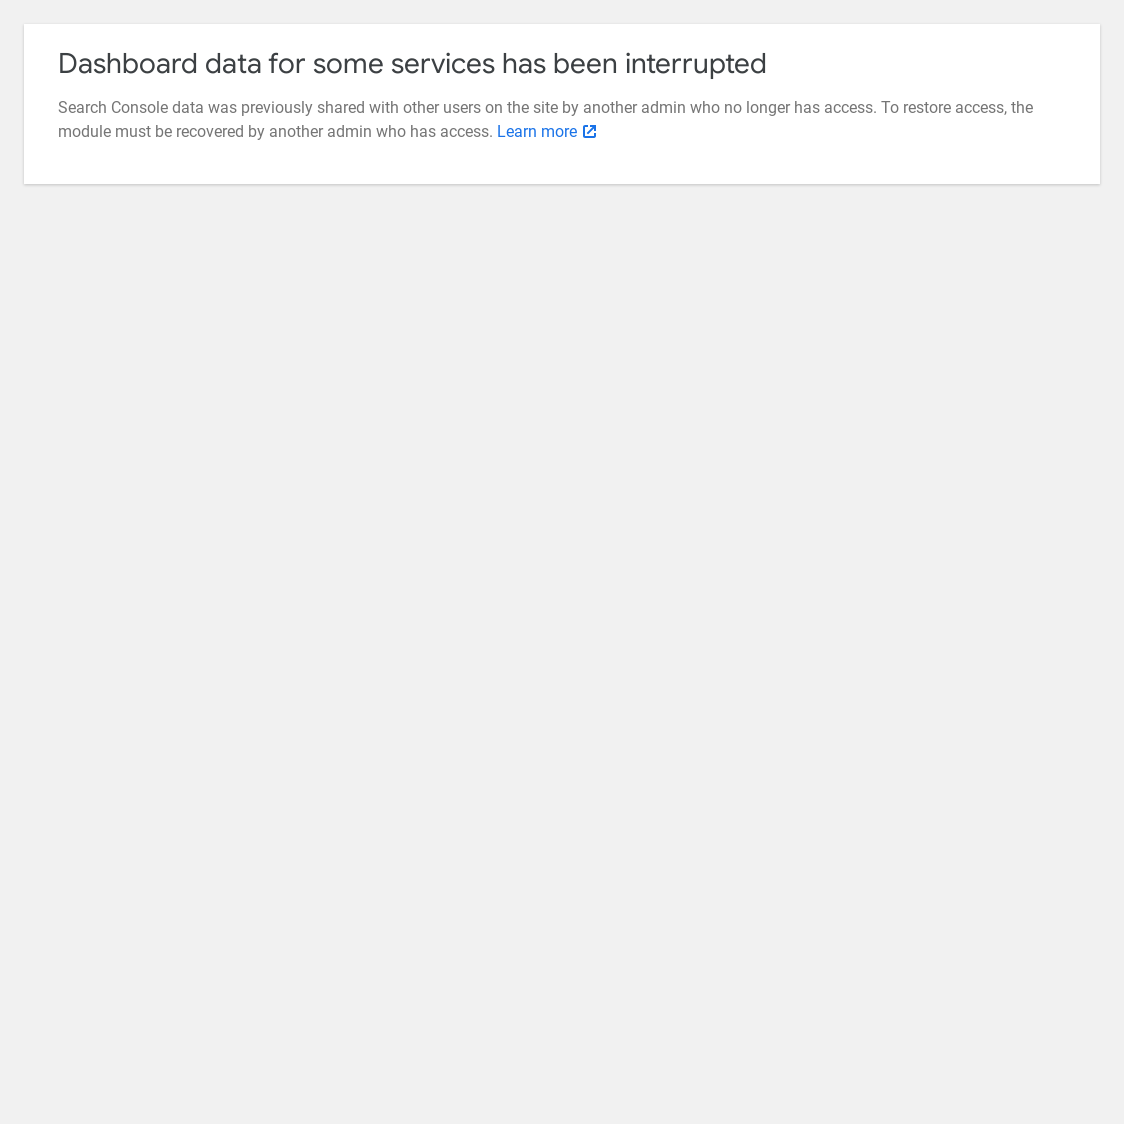 Dashboard data for some services has been interrupted
Search Console data was previously shared with other users on the site by another admin who no longer has access. To restore access, the
module must be recovered by another admin who has access. Learn more